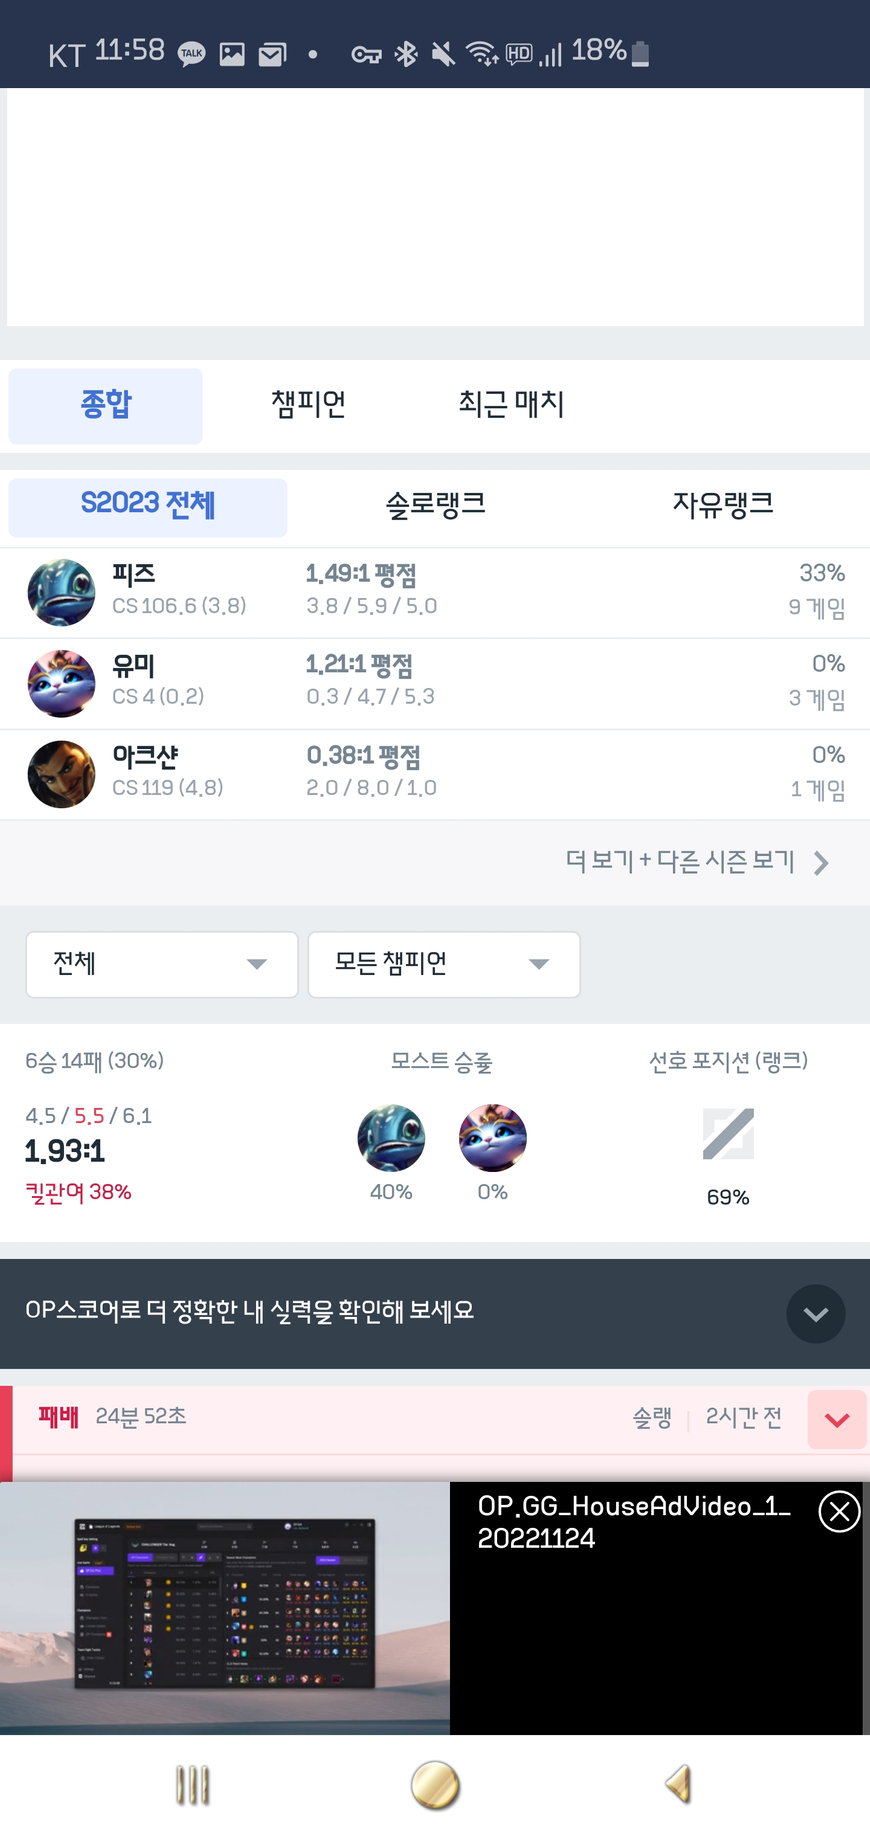 KT 11:58 TALK HD 18%
종합 챔피언 최근 매치
S2023 전체 솔로랭크 자유랭크
피즈 1.49:1 평점 33%
CS 106.6 (3.8) 3.8 / 5.9 / 5.0 9 게임
유미 1.21:1 평점 0%
CS 4 (0.2) 0.3 / 4.7 / 5.3 3 게임
아크샨 0.38:1 평점 0%
CS 119 (4.8) 2.0 / 8.0 / 1.0 1 게임
더 보기 + 다른 시즌 보기
전체 모든 챔피언
6승 14패 (30%) 모스트 승률 선호 포지션 (랭크)
4.5 / 5.5 / 6.1
1.93:1
킬관여 38% 40% 0% 69%
OP스코어로 더 정확한 내 실력을 확인해 보세요
패배 24분 52초 솔랭 2시간 전
OP.GG_HouseAdVideo_1_
20221124